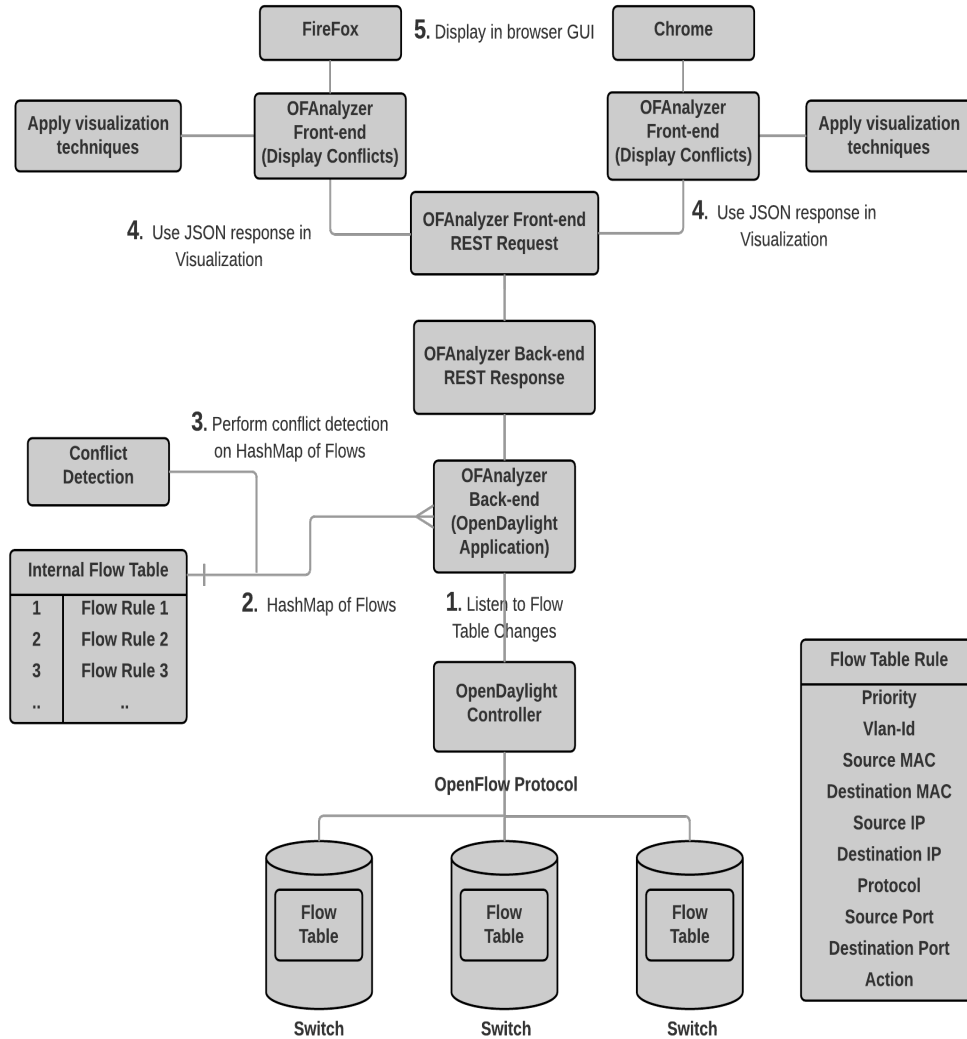 FireFox
5. Display in browser GUI
Chrome
Apply visualization
techniques
OFAnalyzer
Front-end
(Display Conflicts)
OFAnalyzer
Front-end
(Display Conflicts)
Apply visualization
techniques
4. Use JSON response in
Visualization
OFAnalyzer Front-end
REST Request
4. Use JSON response in
Visualization
OFAnalyzer Back-end
REST Response
3. Perform conflict detection
on HashMap of Flows
Conflict
Detection
OFAnalyzer
Back-end
(OpenDaylight
Application)
Internal Flow Table
1 Flow Rule 1
2 Flow Rule 2
3 Flow Rule 3
.. ..
2. HashMap of Flows
1. Listen to Flow
Table Changes
OpenDaylight
Controller
OpenFlow Protocol
Flow
Table
Switch
Flow
Table
Switch
Flow
Table
Switch
Flow Table Rule
Priority
Vlan-Id
Source MAC
Destination MAC
Source IP
Destination IP
Protocol
Source Port
Destination Port
Action